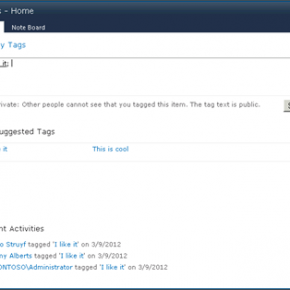 s - Home
Note Board
y Tags
it;
ivate: Other people cannot see that you tagged this item. The tag text is public.
uggested Tags
it
This is cool
nt Activities
o Struyf tagged 'I like it' on 3/9/2012
ny Alberts tagged 'I like it' on 3/9/2012
ONTOSO\Administrator tagged 'I like it' on 3/9/2012